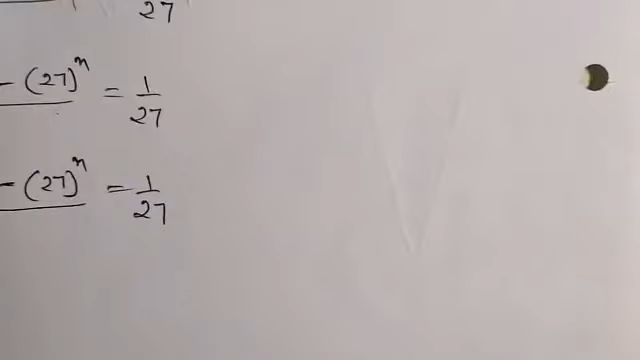 27
- (27)^n = 1/27
- (27)^n = 1/27